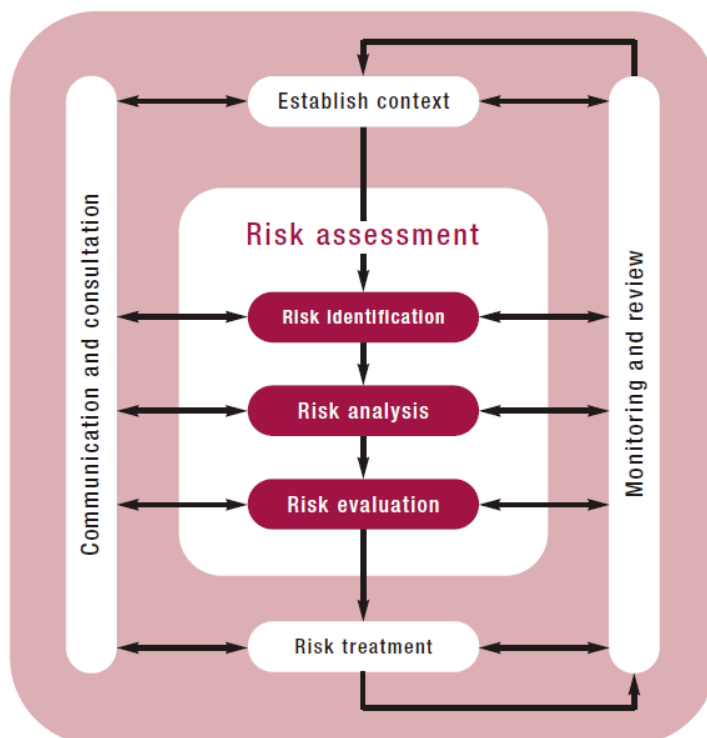 Establish context
Communication and consultation
Risk assessment
Risk identification
Risk analysis
Risk evaluation
Monitoring and review
Risk treatment